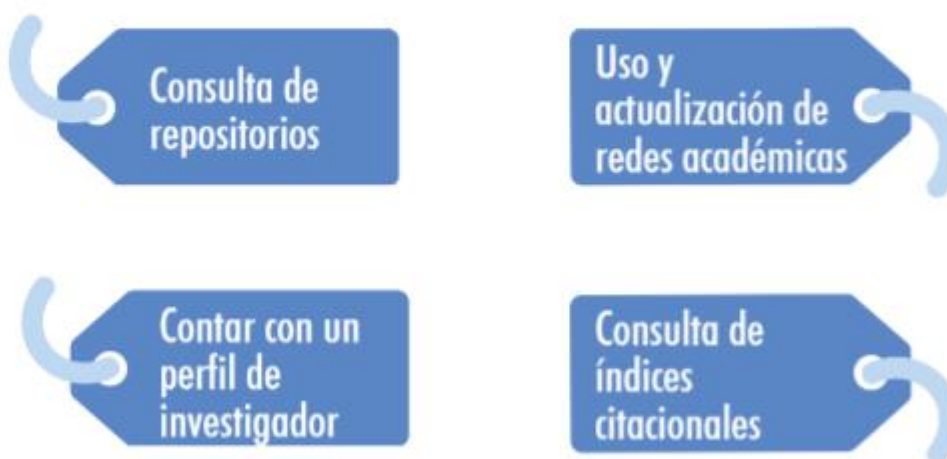 Consulta de
repositorios
Uso y
actualización de
redes académicas
Contar con un
perfil de
investigador
Consulta de
índices
citacionales